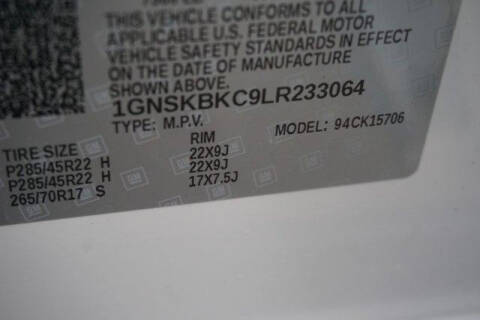 THIS VEHICLE CONFORMS TO ALL
APPLICABLE U.S. FEDERAL MOTOR
VEHICLE SAFETY STANDARDS IN EFFECT
ON THE DATE OF MANUFACTURE
SHOWN ABOVE.
1GNSKBKC9LR233064
TYPE: M.P.V. MODEL: 94CK15706
TIRE SIZE RIM
P285/45R22 H 22X9J
P285/45R22 H 22X9J
265/70R17 S 17X7.5J